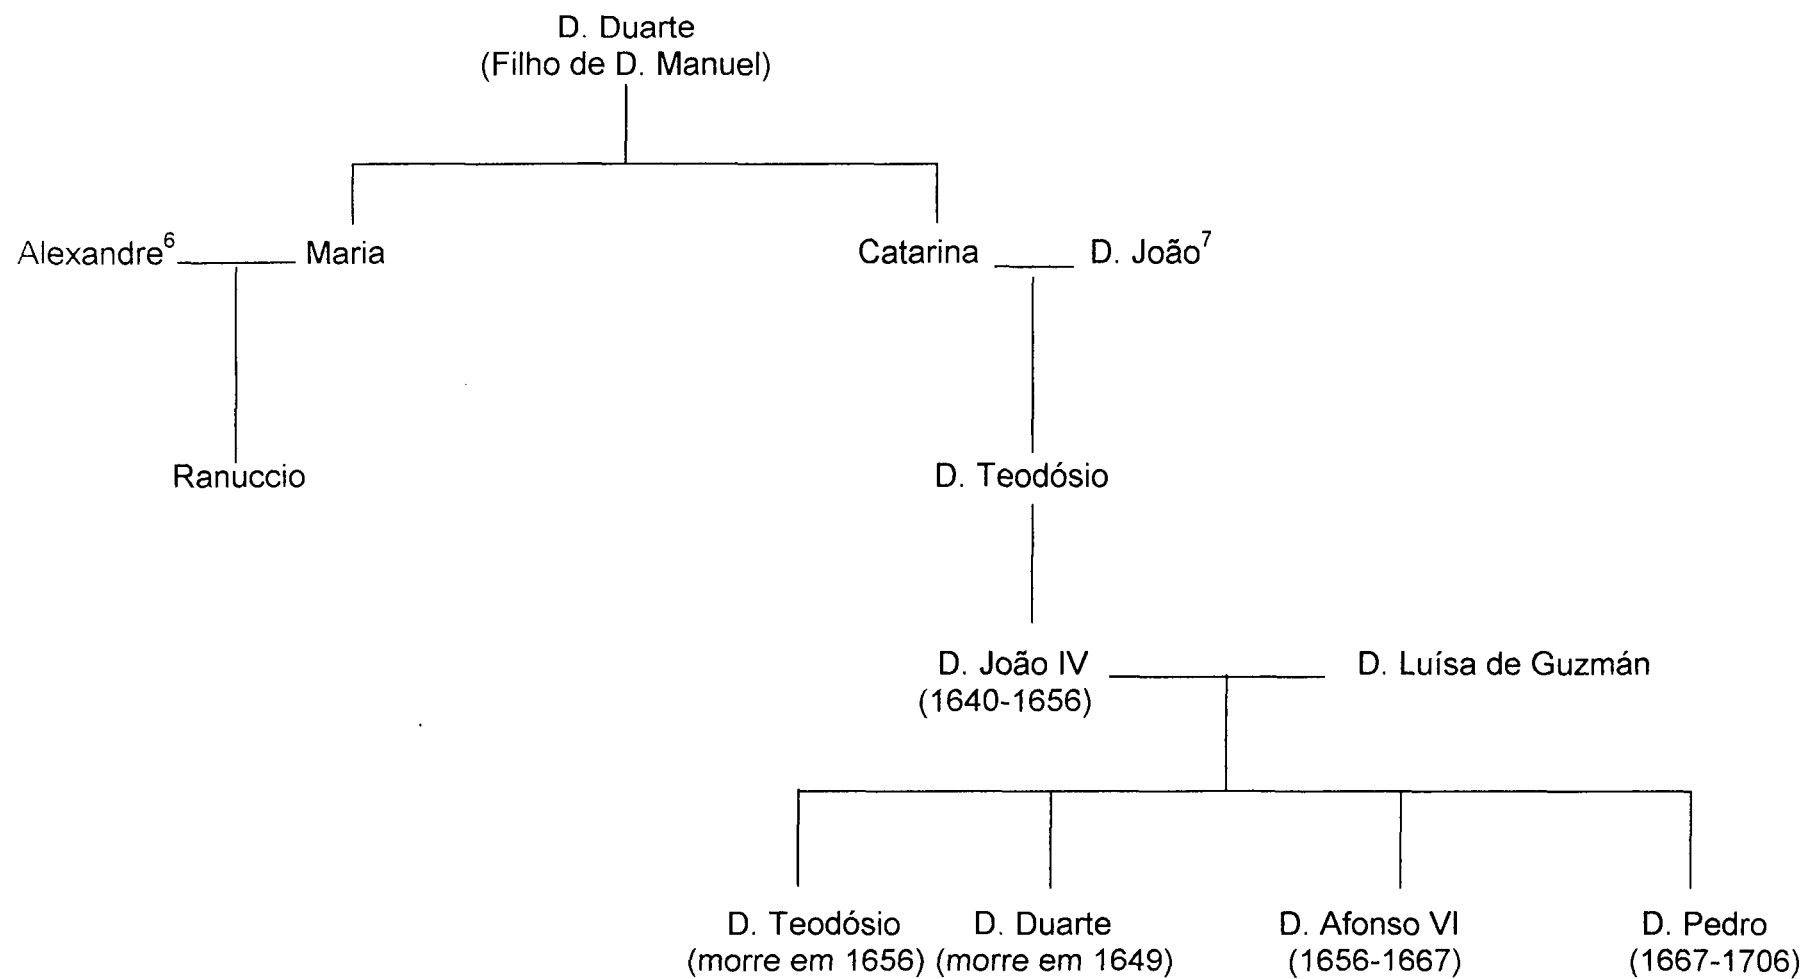 D. Duarte
(Filho de D. Manuel)
Alexandre⁶ Maria Catarina D. João⁷
Ranuccio D. Teodósio
D. João IV D. Luísa de Guzmán
(1640-1656)
D. Teodósio D. Duarte D. Afonso VI D. Pedro
(morre em 1656) (morre em 1649) (1656-1667) (1667-1706)